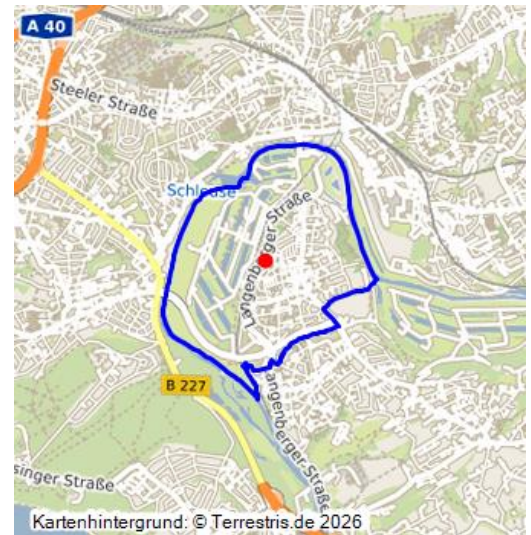 A 40
Steeler Straße
Schleuse
Langenberger Straße
B 227
Langenberger Straße
singer Straße
Kartenhintergrund: © Terrestris.de 2026